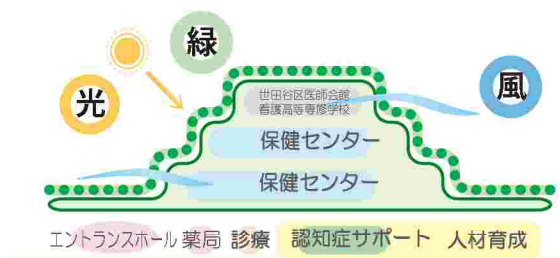 緑
光
風
世田谷区医師会館
看護高等専修学校
保健センター
保健センター
エントランスホール 薬局 診療 認知症サポート 人材育成